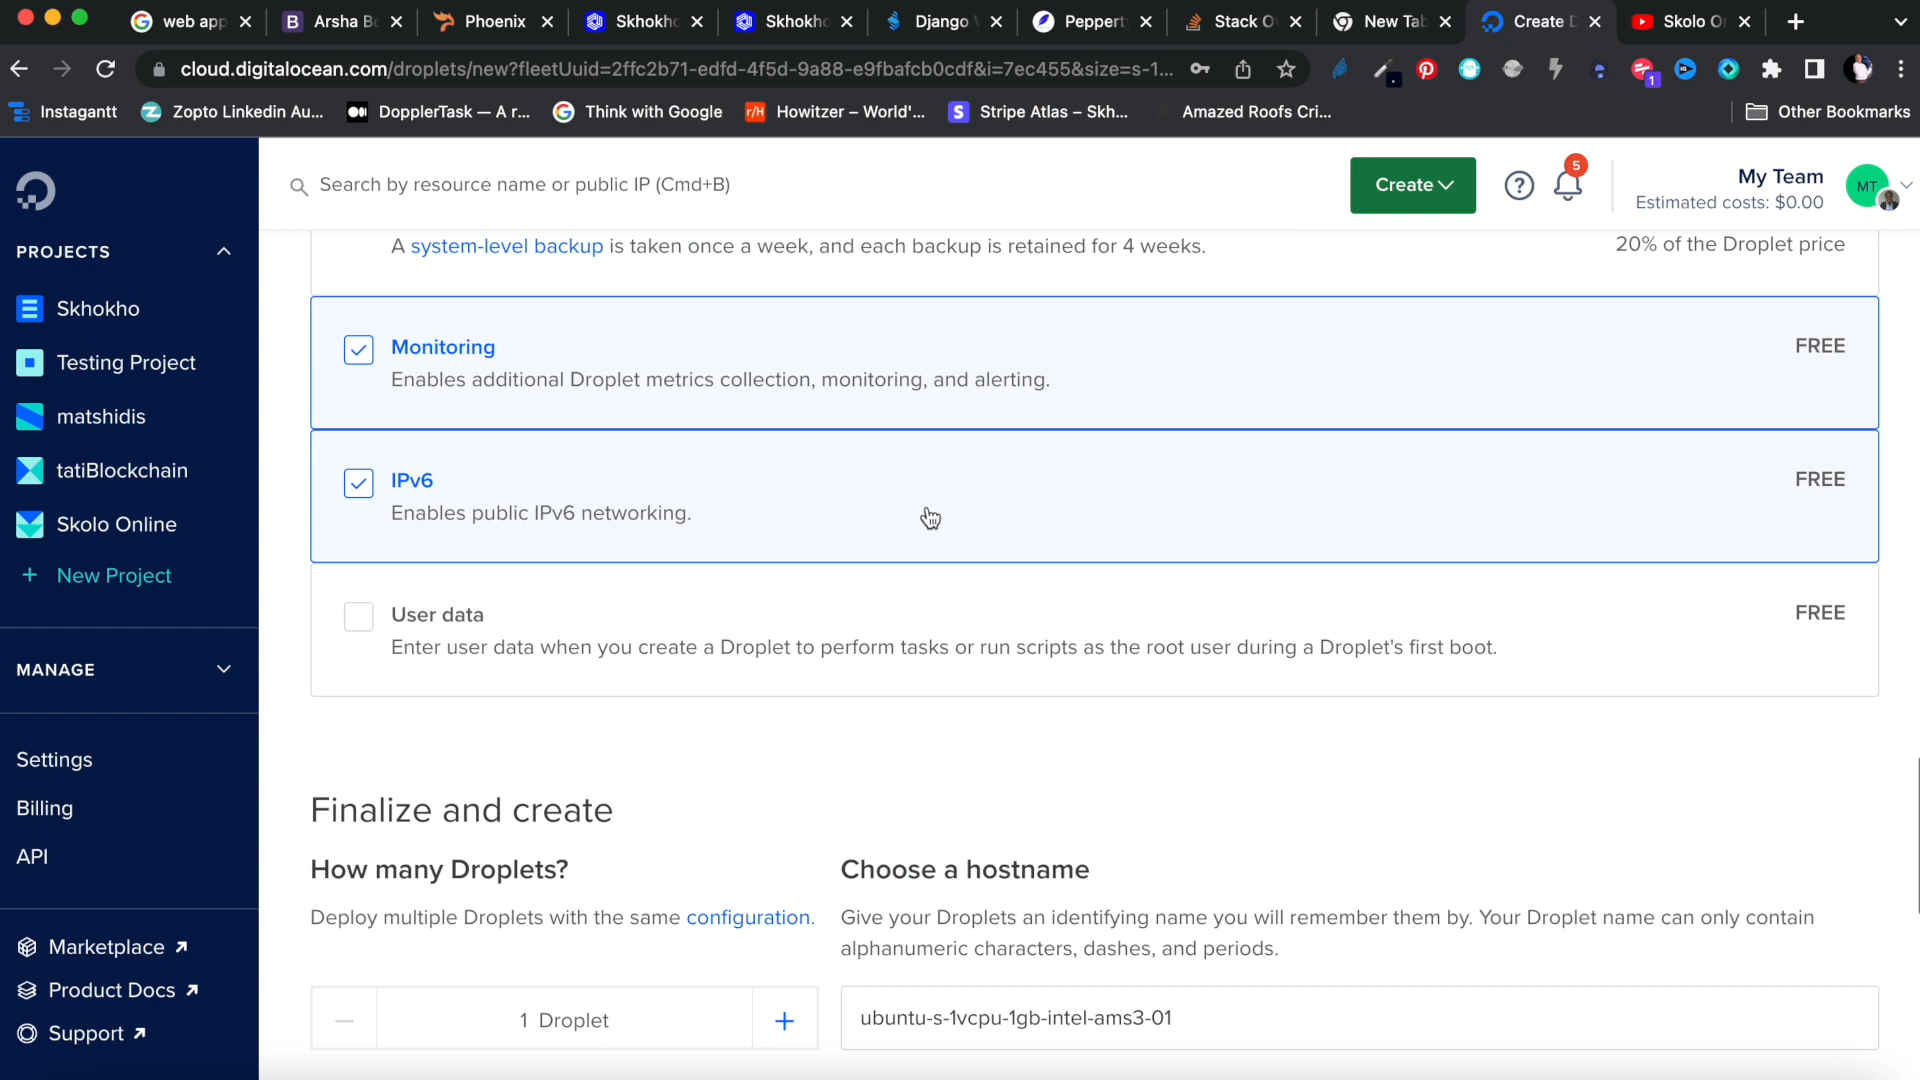 web app
Arsha Bo
Phoenix
Skhokho
Skhokho
Django
Pepperty
Stack O
New Tab
Create D
Skolo On
cloud.digitalocean.com/droplets/new?fleetUuid=2ffc2b71-edfd-4f5d-9a88-e9fbafcb0cdf&i=7ec455&size=s-1...
Instagantt
Zopto Linkedin Au...
DopplerTask — A r...
Think with Google
r/H Howitzer – World'...
Stripe Atlas – Skh...
Amazed Roofs Cri...
Other Bookmarks
Search by resource name or public IP (Cmd+B)
Create
5
My Team
Estimated costs: $0.00
MT
PROJECTS
Skhokho
Testing Project
matshidis
tatiBlockchain
Skolo Online
+ New Project
MANAGE
Settings
Billing
API
Marketplace
Product Docs
Support
A system-level backup is taken once a week, and each backup is retained for 4 weeks.
20% of the Droplet price
Monitoring
FREE
Enables additional Droplet metrics collection, monitoring, and alerting.
IPv6
FREE
Enables public IPv6 networking.
User data
FREE
Enter user data when you create a Droplet to perform tasks or run scripts as the root user during a Droplet's first boot.
Finalize and create
How many Droplets?
Deploy multiple Droplets with the same configuration.
1 Droplet
Choose a hostname
Give your Droplets an identifying name you will remember them by. Your Droplet name can only contain
alphanumeric characters, dashes, and periods.
ubuntu-s-1vcpu-1gb-intel-ams3-01